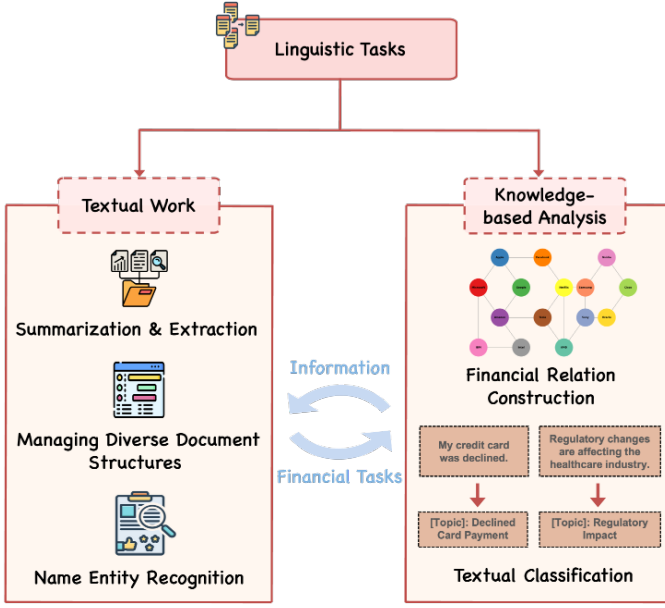 Linguistic Tasks
Textual Work
Summarization & Extraction
Managing Diverse Document
Structures
Name Entity Recognition
Information
Financial Tasks
Knowledge-
based Analysis
Financial Relation
Construction
My credit card
was declined.
Regulatory changes
are affecting the
healthcare industry.
[Topic]: Declined
Card Payment
[Topic]: Regulatory
Impact
Textual Classification